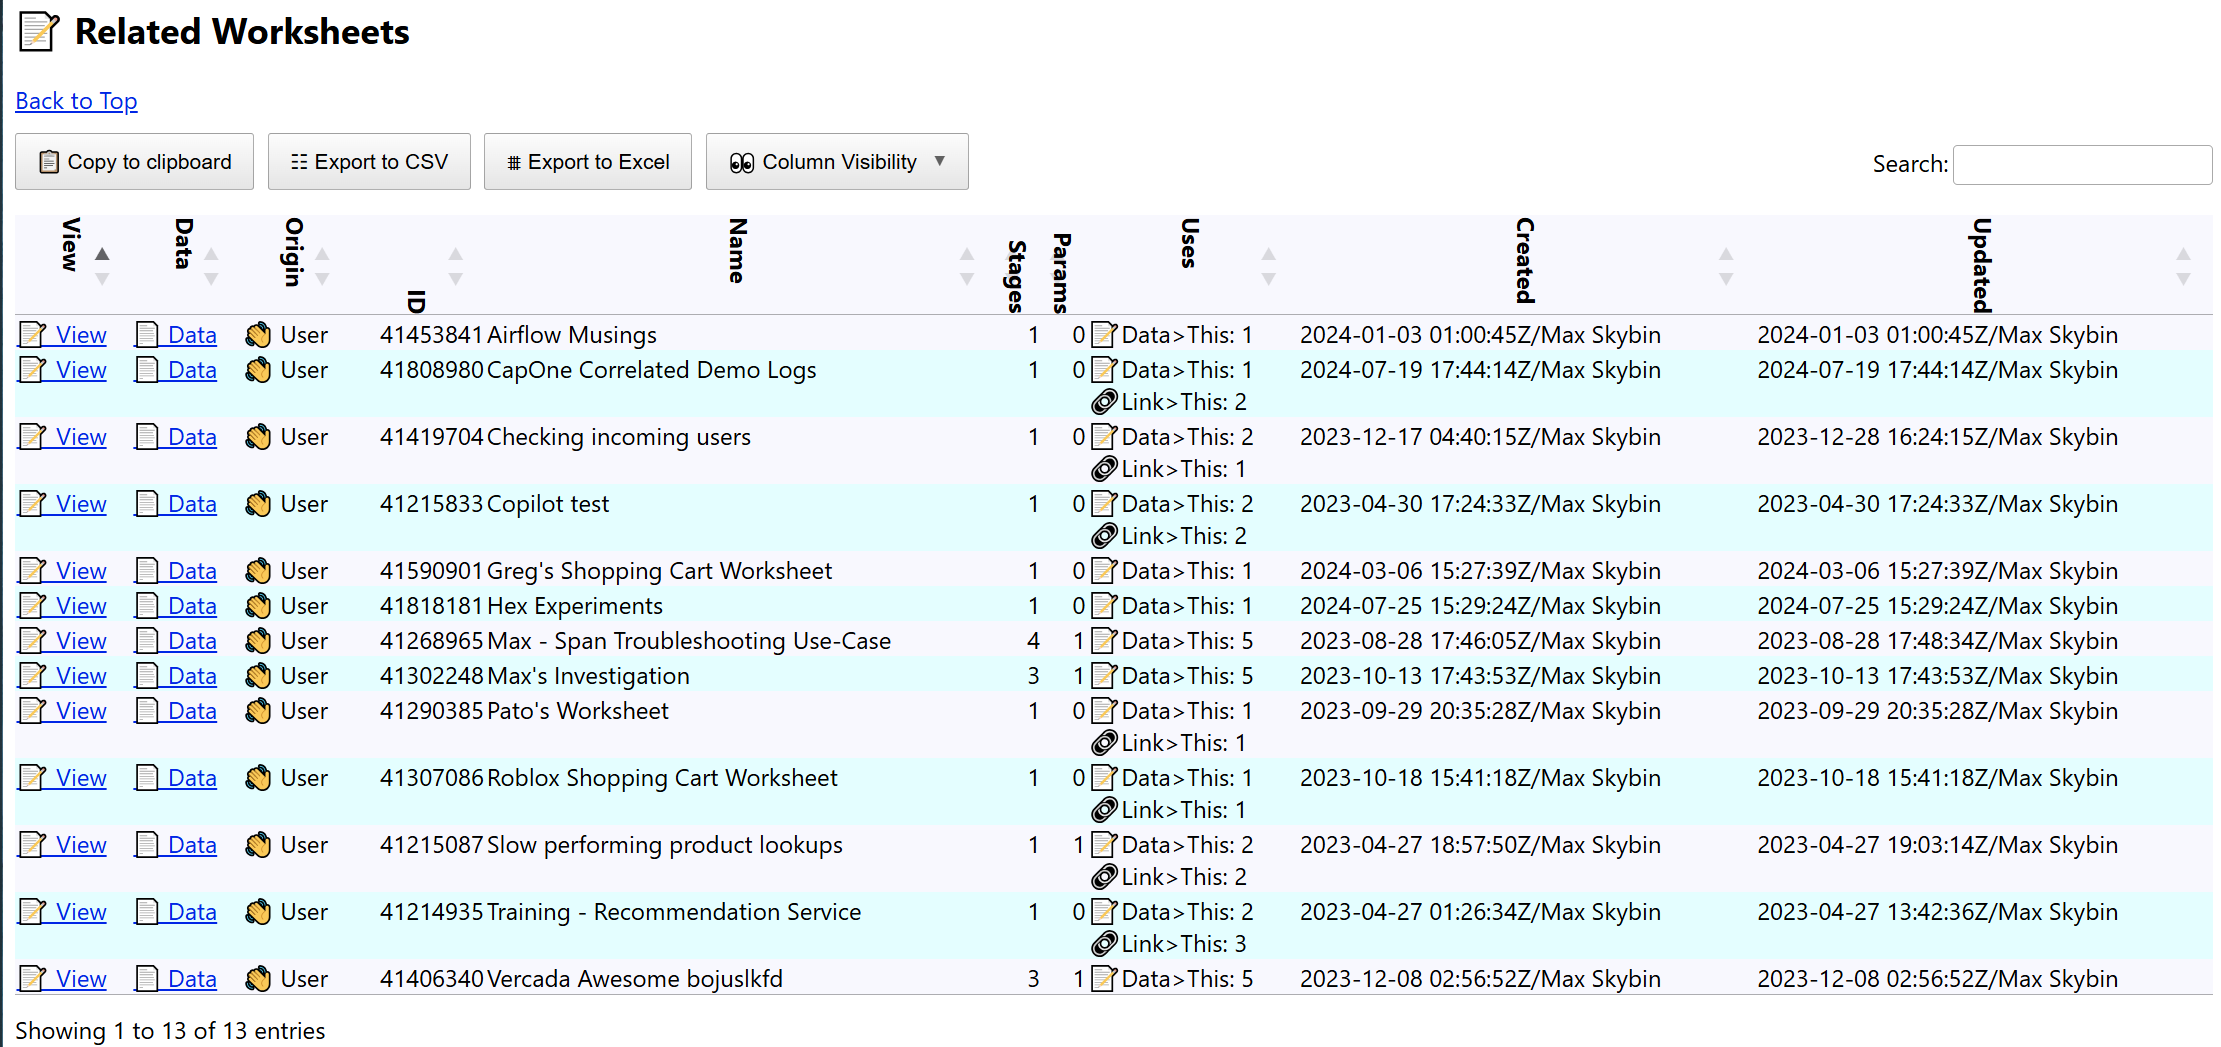 Related Worksheets
Back to Top
Copy to clipboard Export to CSV Export to Excel Column Visibility Search:
View Data Origin ID Name Stages Params Uses Created Updated
View Data User 41453841 Airflow Musings 1 0 Data>This: 1 2024-01-03 01:00:45Z/Max Skybin 2024-01-03 01:00:45Z/Max Skybin
View Data User 41808980 CapOne Correlated Demo Logs 1 0 Data>This: 1 2024-07-19 17:44:14Z/Max Skybin 2024-07-19 17:44:14Z/Max Skybin
Link>This: 2
View Data User 41419704 Checking incoming users 1 0 Data>This: 2 2023-12-17 04:40:15Z/Max Skybin 2023-12-28 16:24:15Z/Max Skybin
Link>This: 1
View Data User 41215833 Copilot test 1 0 Data>This: 2 2023-04-30 17:24:33Z/Max Skybin 2023-04-30 17:24:33Z/Max Skybin
Link>This: 2
View Data User 41590901 Greg's Shopping Cart Worksheet 1 0 Data>This: 1 2024-03-06 15:27:39Z/Max Skybin 2024-03-06 15:27:39Z/Max Skybin
View Data User 41818181 Hex Experiments 1 0 Data>This: 1 2024-07-25 15:29:24Z/Max Skybin 2024-07-25 15:29:24Z/Max Skybin
View Data User 41268965 Max - Span Troubleshooting Use-Case 4 1 Data>This: 5 2023-08-28 17:46:05Z/Max Skybin 2023-08-28 17:48:34Z/Max Skybin
View Data User 41302248 Max's Investigation 3 1 Data>This: 5 2023-10-13 17:43:53Z/Max Skybin 2023-10-13 17:43:53Z/Max Skybin
View Data User 41290385 Pato's Worksheet 1 0 Data>This: 1 2023-09-29 20:35:28Z/Max Skybin 2023-09-29 20:35:28Z/Max Skybin
Link>This: 1
View Data User 41307086 Roblox Shopping Cart Worksheet 1 0 Data>This: 1 2023-10-18 15:41:18Z/Max Skybin 2023-10-18 15:41:18Z/Max Skybin
Link>This: 1
View Data User 41215087 Slow performing product lookups 1 1 Data>This: 2 2023-04-27 18:57:50Z/Max Skybin 2023-04-27 19:03:14Z/Max Skybin
Link>This: 2
View Data User 41214935 Training - Recommendation Service 1 0 Data>This: 2 2023-04-27 01:26:34Z/Max Skybin 2023-04-27 13:42:36Z/Max Skybin
Link>This: 3
View Data User 41406340 Vercada Awesome bojuslkfd 3 1 Data>This: 5 2023-12-08 02:56:52Z/Max Skybin 2023-12-08 02:56:52Z/Max Skybin
Showing 1 to 13 of 13 entries